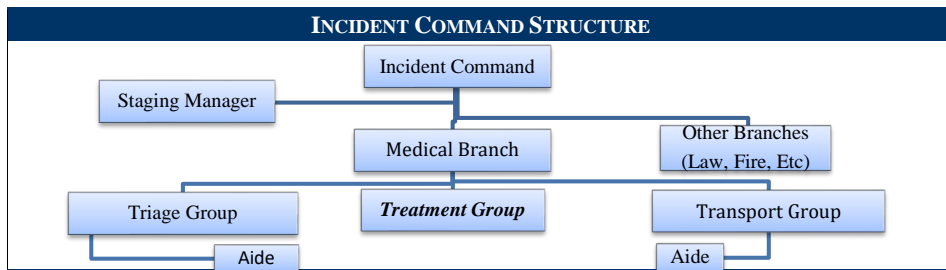 INCIDENT COMMAND STRUCTURE
Incident Command
Staging Manager
Medical Branch
Other Branches
(Law, Fire, Etc)
Triage Group
Treatment Group
Transport Group
Aide
Aide